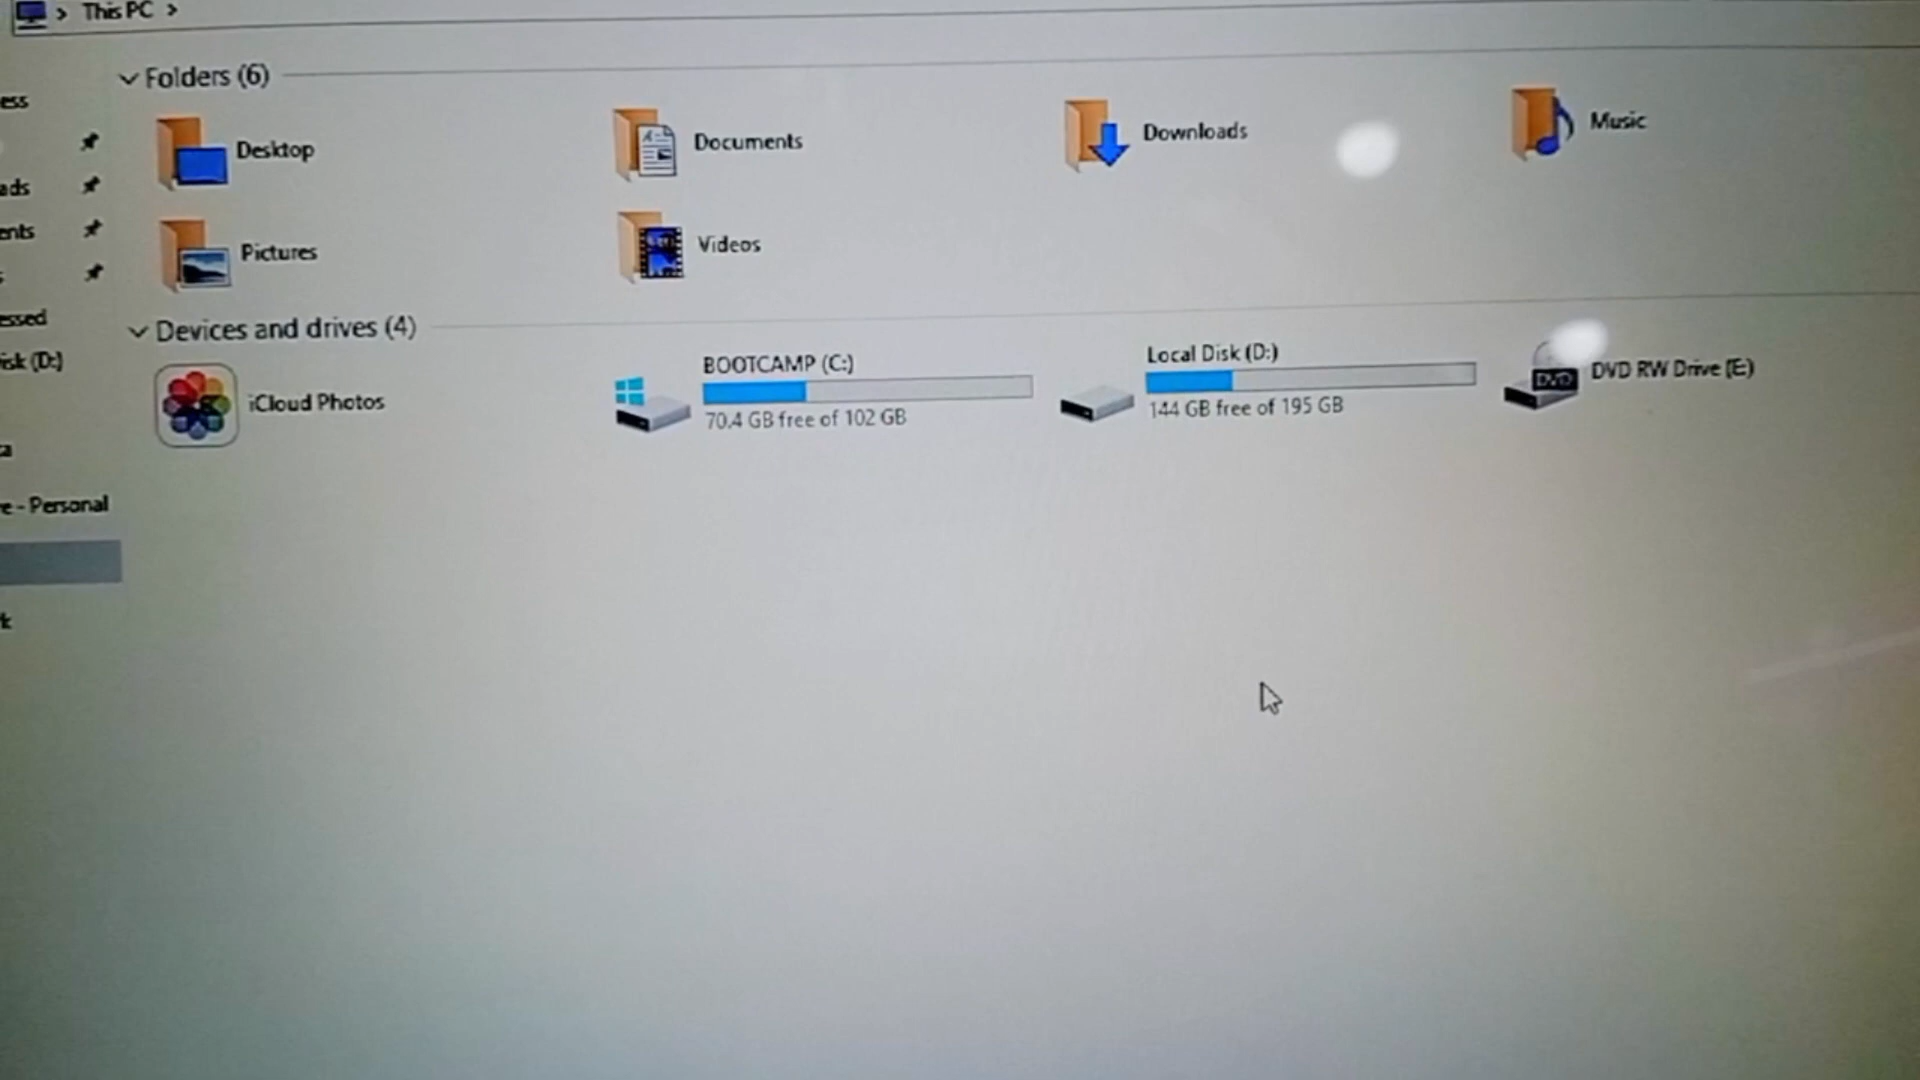 > This PC >
Folders (6)
Desktop
Documents
Downloads
Music
Pictures
Videos
Devices and drives (4)
iCloud Photos
BOOTCAMP (C:)
70.4 GB free of 102 GB
Local Disk (D:)
144 GB free of 195 GB
DVD RW Drive (E:)
DVD
ess
ads
ents
essed
isk (D:)
a
e - Personal
k